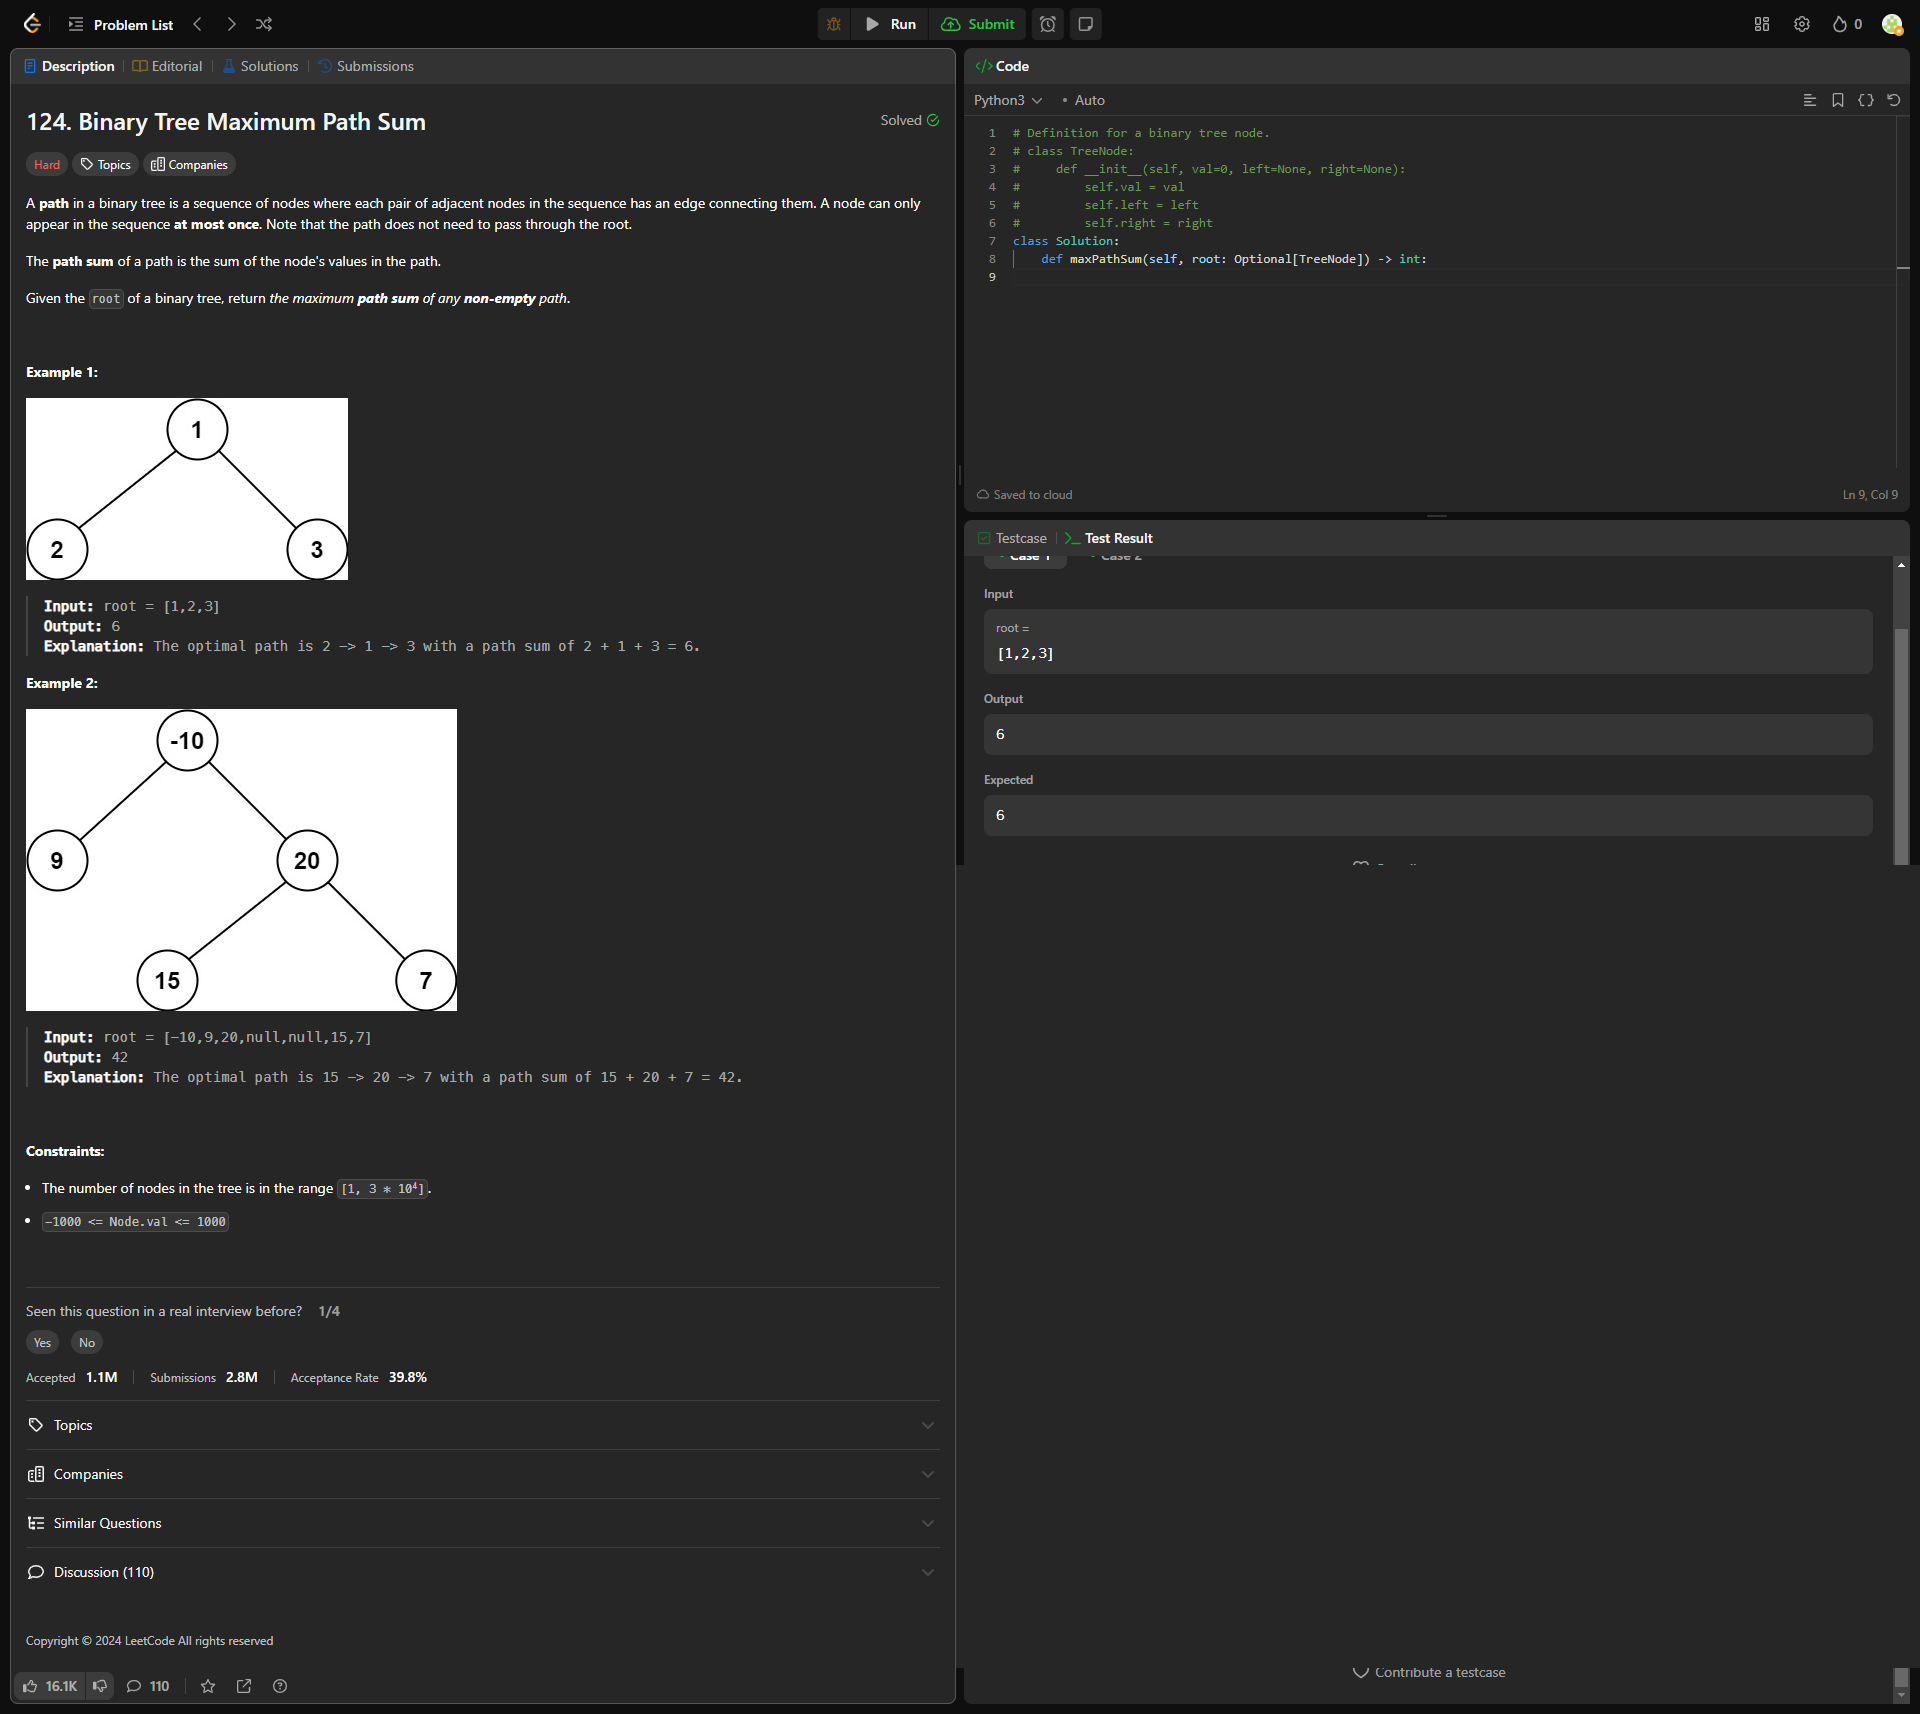 Problem List
Run
Submit
0
Description
Editorial
Solutions
Submissions
124. Binary Tree Maximum Path Sum
Solved
Hard
Topics
Companies
A path in a binary tree is a sequence of nodes where each pair of adjacent nodes in the sequence has an edge connecting them. A node can only
appear in the sequence at most once. Note that the path does not need to pass through the root.
The path sum of a path is the sum of the node's values in the path.
Given the root of a binary tree, return the maximum path sum of any non-empty path.
Example 1:
1
2
3
Input: root = [1,2,3]
Output: 6
Explanation: The optimal path is 2 -> 1 -> 3 with a path sum of 2 + 1 + 3 = 6.
Example 2:
-10
9
20
15
7
Input: root = [-10,9,20,null,null,15,7]
Output: 42
Explanation: The optimal path is 15 -> 20 -> 7 with a path sum of 15 + 20 + 7 = 42.
Constraints:
• The number of nodes in the tree is in the range [1, 3 * 10⁴].
• -1000 <= Node.val <= 1000
Seen this question in a real interview before? 1/4
Yes
No
Accepted 1.1M
Submissions 2.8M
Acceptance Rate 39.8%
Topics
Companies
Similar Questions
Discussion (110)
Copyright © 2024 LeetCode All rights reserved
16.1K
110
</> Code
Python3
• Auto
1 # Definition for a binary tree node.
2 # class TreeNode:
3 #     def __init__(self, val=0, left=None, right=None):
4 #         self.val = val
5 #         self.left = left
6 #         self.right = right
7 class Solution:
8     def maxPathSum(self, root: Optional[TreeNode]) -> int:
9
Saved to cloud
Ln 9, Col 9
Testcase
Test Result
Case 1
Case 2
Input
root =
[1,2,3]
Output
6
Expected
6
Contribute a testcase